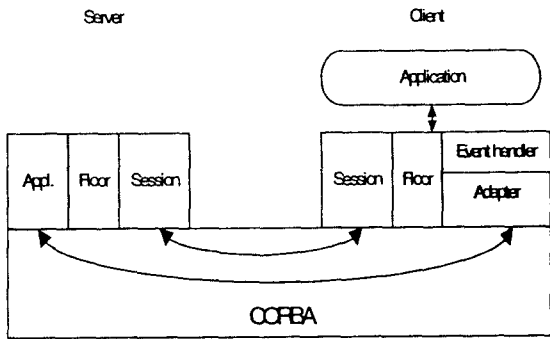 Server Client
Application
Appl. Floor Session Session Floor Event handler
Adapter
CORBA